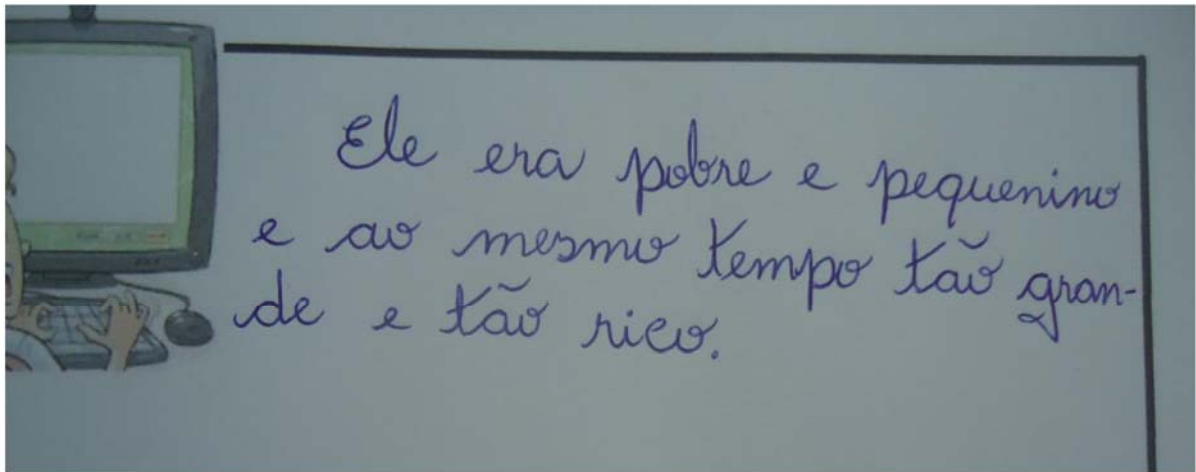 Ele era pobre e pequenino
e ao mesmo tempo tão gran-
de e tão rico.